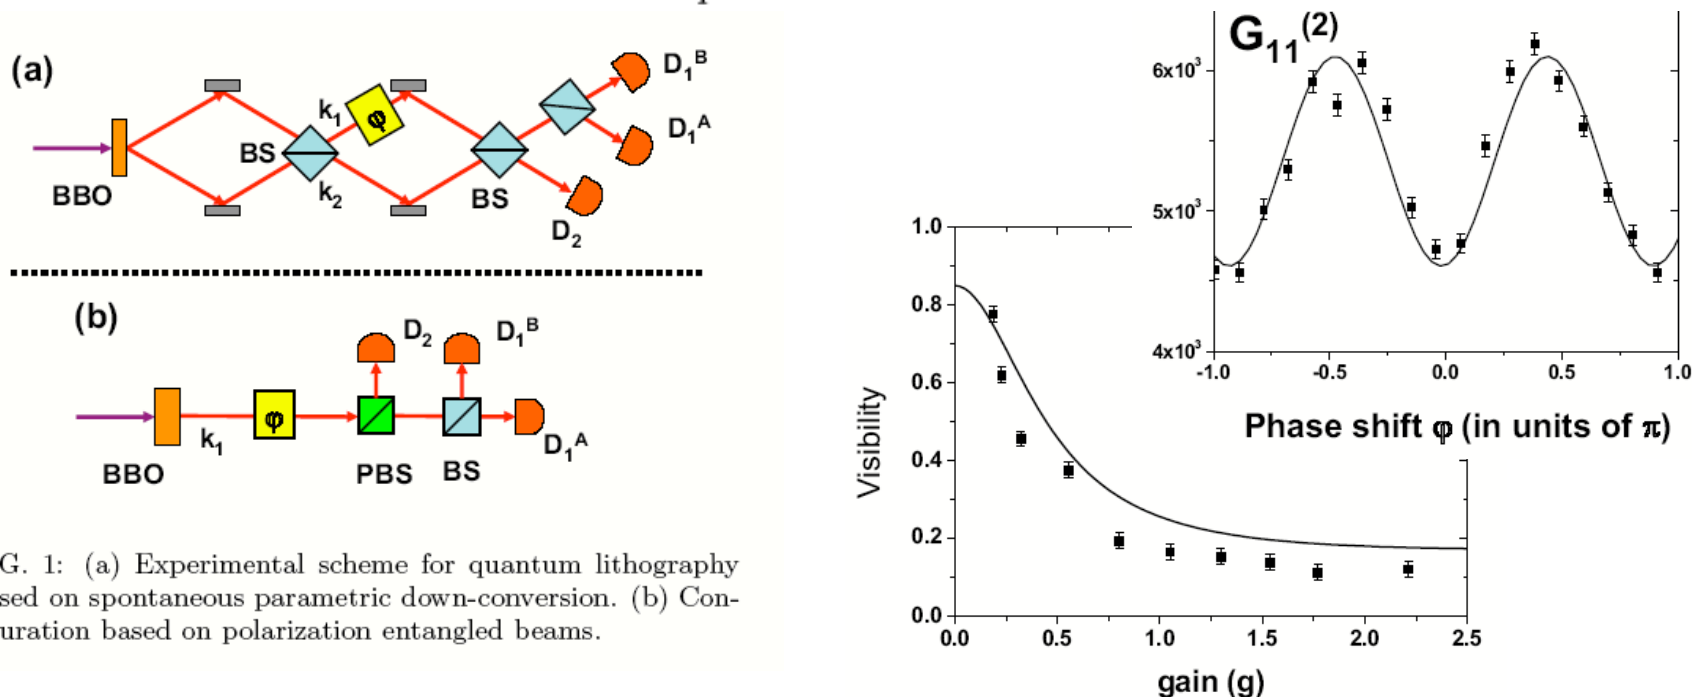 (a)
BBO
BS
k1
k2
φ
BS
D1^B
D1^A
D2
(b)
BBO
k1
φ
PBS
BS
D2
D1^B
D1^A
G. 1: (a) Experimental scheme for quantum lithography
sed on spontaneous parametric down-conversion. (b) Con-
uration based on polarization entangled beams.
G11^(2)
6x10³
5x10³
4x10³
-1.0 -0.5 0.0 0.5 1.0
Phase shift φ (in units of π)
1.0
0.8
0.6
0.4
0.2
0.0
Visibility
0.0 0.5 1.0 1.5 2.0 2.5
gain (g)